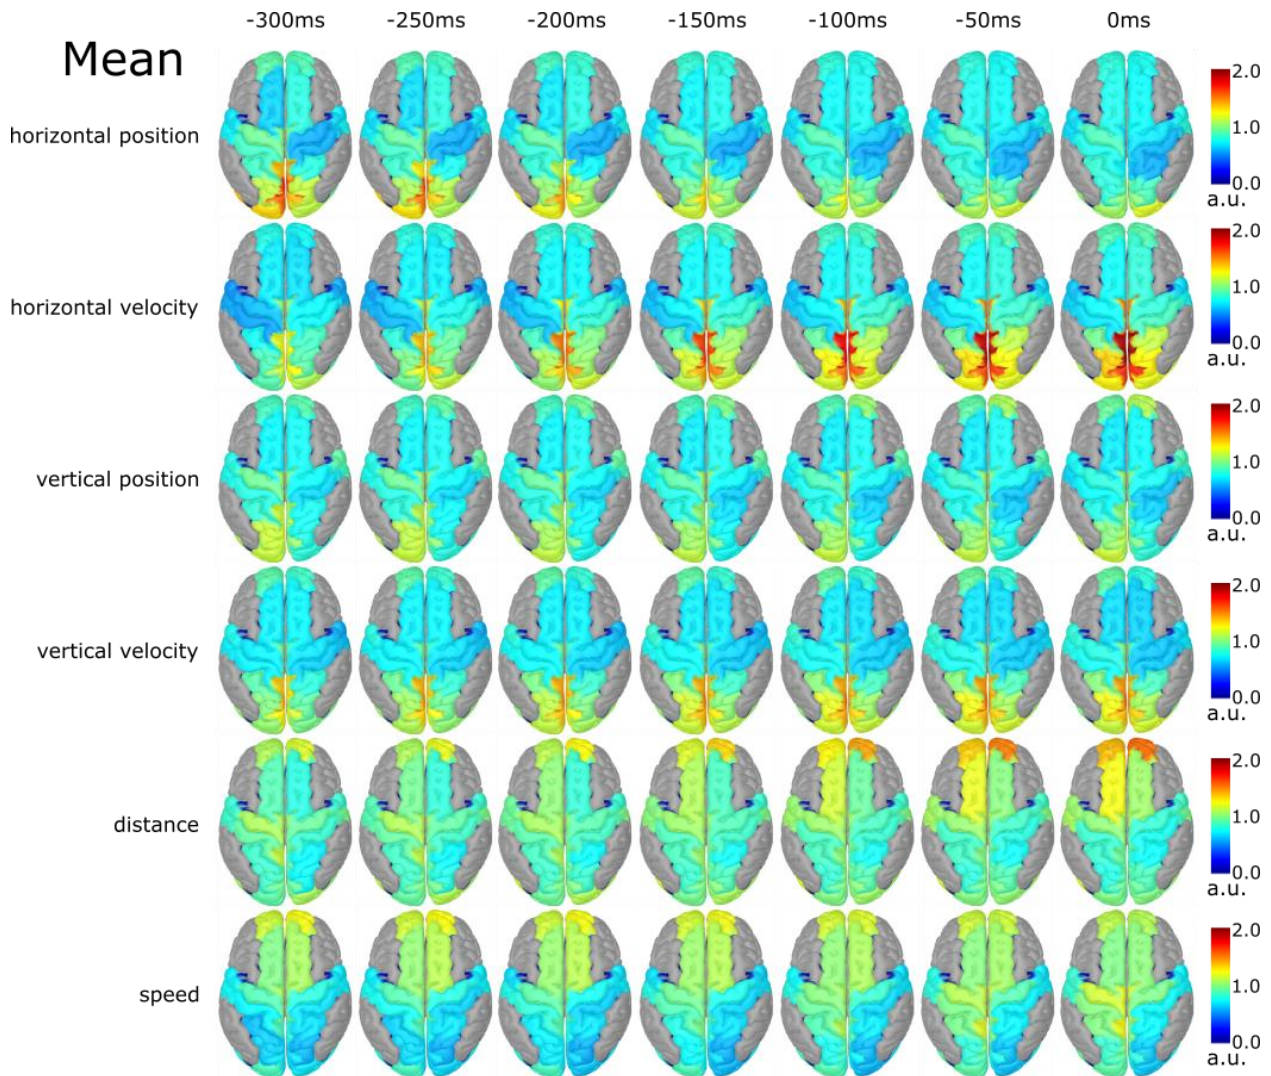 -300ms -250ms -200ms -150ms -100ms -50ms 0ms
Mean
2.0
horizontal position 1.0
0.0
a.u.
2.0
horizontal velocity 1.0
0.0
a.u.
2.0
vertical position 1.0
0.0
a.u.
2.0
vertical velocity 1.0
0.0
a.u.
2.0
distance 1.0
0.0
a.u.
2.0
speed 1.0
0.0
a.u.